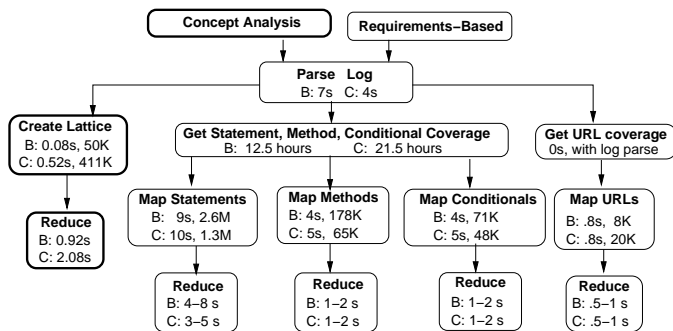 Concept Analysis
Requirements–Based
Parse Log
B: 7s C: 4s
Create Lattice
B: 0.08s, 50K
C: 0.52s, 411K
Get Statement, Method, Conditional Coverage
B: 12.5 hours C: 21.5 hours
Get URL coverage
0s, with log parse
Reduce
B: 0.92s
C: 2.08s
Map Statements
B: 9s, 2.6M
C: 10s, 1.3M
Map Methods
B: 4s, 178K
C: 5s, 65K
Map Conditionals
B: 4s, 71K
C: 5s, 48K
Map URLs
B: .8s, 8K
C: .8s, 20K
Reduce
B: 4–8 s
C: 3–5 s
Reduce
B: 1–2 s
C: 1–2 s
Reduce
B: 1–2 s
C: 1–2 s
Reduce
B: .5–1 s
C: .5–1 s